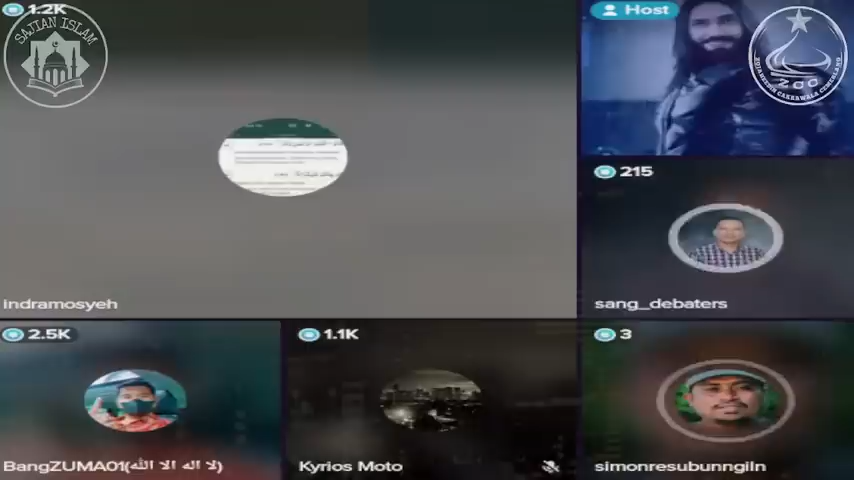 1.2K
SAJIAN ISLAM
Host
ZCC
215
indramosyeh
sang_debaters
2.5K
1.1K
3
BangZUMA01(لا اله الا الله)
Kyrios Moto
simonresubunngiln